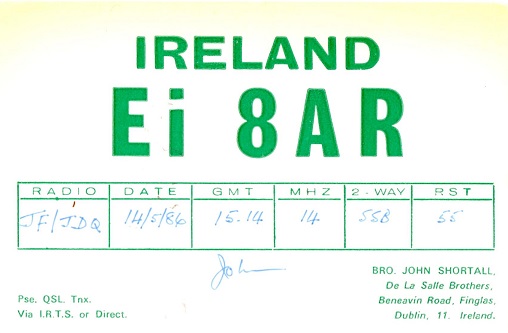 IRELAND
Ei 8AR
RADIO DATE GMT MHZ 2-WAY RST
JF/JDQ 14/5/86 15.14 14 SSB 55
John
BRO. JOHN SHORTALL,
De La Salle Brothers,
Beneavin Road, Finglas,
Dublin, 11. Ireland.
Pse. QSL. Tnx.
Via I.R.T.S. or Direct.